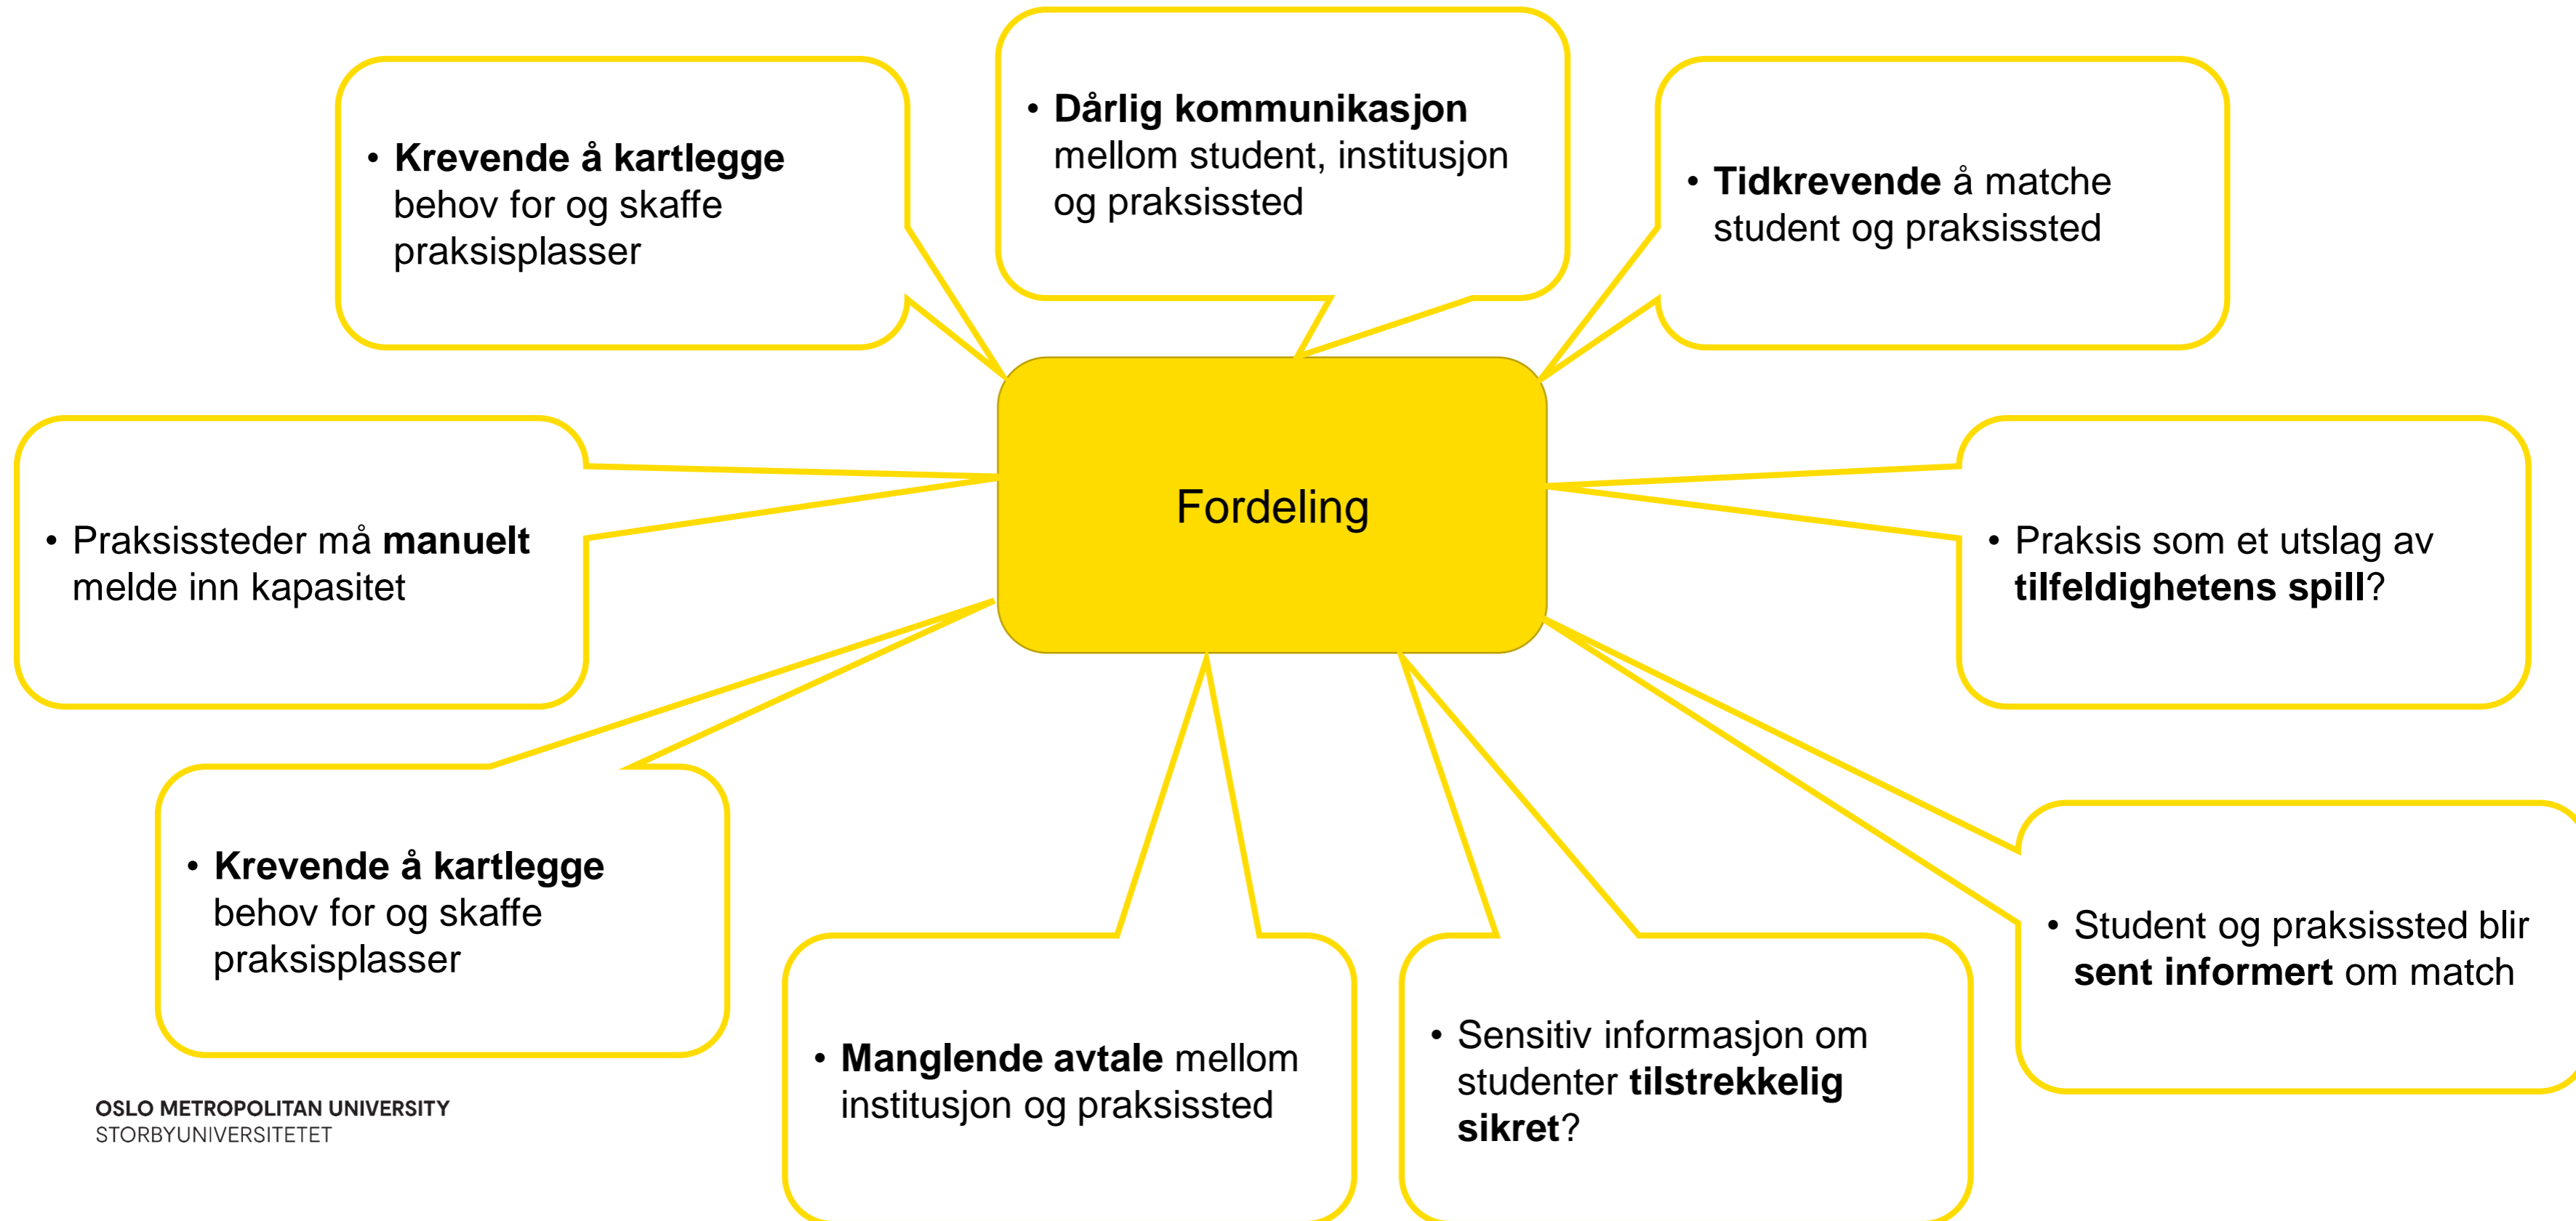 • Dårlig kommunikasjon
mellom student, institusjon
og praksissted
• Krevende å kartlegge
behov for og skaffe
praksisplasser
• Tidkrevende å matche
student og praksissted
Fordeling
• Praksissteder må manuelt
melde inn kapasitet
• Praksis som et utslag av
tilfeldighetens spill?
• Krevende å kartlegge
behov for og skaffe
praksisplasser
• Student og praksissted blir
sent informert om match
• Manglende avtale mellom
institusjon og praksissted
• Sensitiv informasjon om
studenter tilstrekkelig
sikret?
OSLO METROPOLITAN UNIVERSITY
STORBYUNIVERSITETET